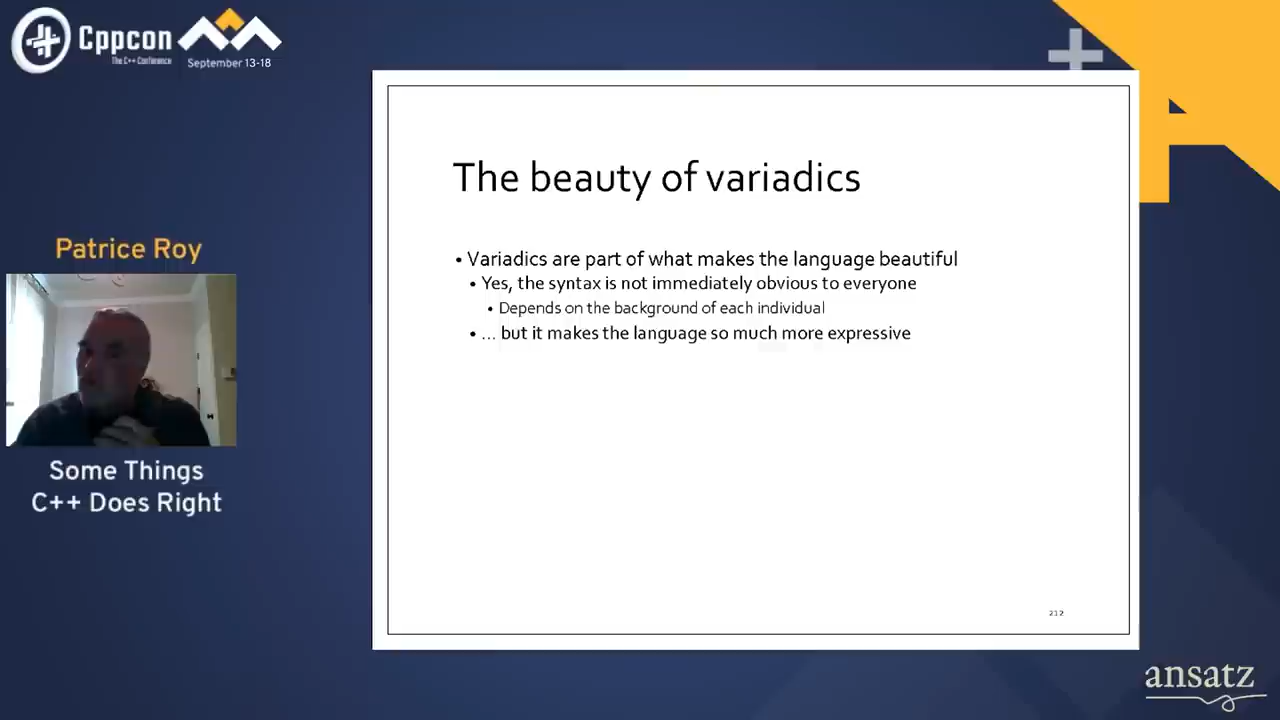 Cppcon
The C++ Conference
September 13-18
Patrice Roy
Some Things
C++ Does Right
The beauty of variadics
• Variadics are part of what makes the language beautiful
• Yes, the syntax is not immediately obvious to everyone
• Depends on the background of each individual
• ... but it makes the language so much more expressive
212
ansatz